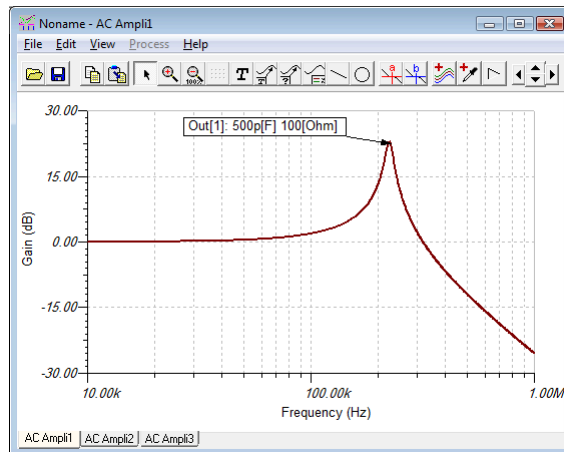 Noname - AC Ampli1
File Edit View Process Help
100%
T
a
b
30.00
Out[1]: 500p[F] 100[Ohm]
15.00
0.00
-15.00
-30.00
Gain (dB)
10.00k 100.00k 1.00M
Frequency (Hz)
AC Ampli1 AC Ampli2 AC Ampli3